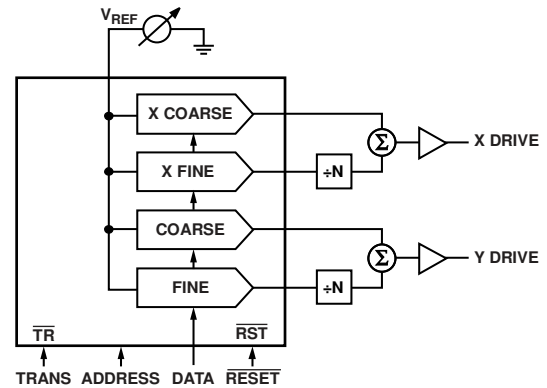 VREF
X COARSE
Σ
X DRIVE
X FINE
÷N
COARSE
Σ
Y DRIVE
FINE
÷N
TR
RST
TRANS ADDRESS DATA RESET